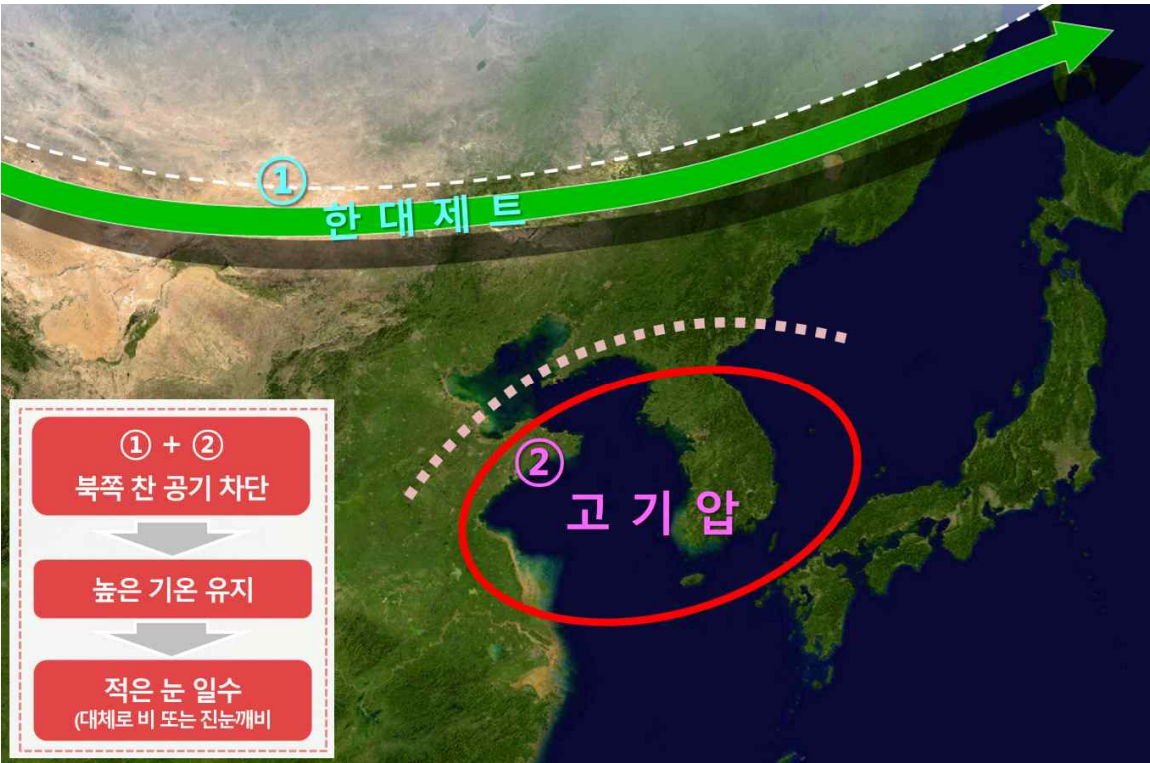 ①
한 대 제 트
②
고 기 압
① + ②
북쪽 찬 공기 차단
높은 기온 유지
적은 눈 일수
(대체로 비 또는 진눈깨비